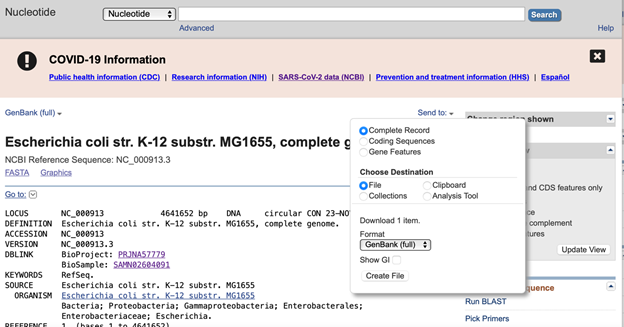 Nucleotide
Nucleotide
Search
Advanced
Help
COVID-19 Information
Public health information (CDC) | Research information (NIH) | SARS-CoV-2 data (NCBI) | Prevention and treatment information (HHS) | Español
GenBank (full)
Send to:
Change region shown
Escherichia coli str. K-12 substr. MG1655, complete g
NCBI Reference Sequence: NC_000913.3
FASTA Graphics
Go to:
Complete Record
Coding Sequences
Gene Features
Choose Destination
File
Clipboard
Collections
Analysis Tool
Download 1 item.
Format
GenBank (full)
Show GI
Create File
nd CDS features only
ce
complement
tures
Update View
quence
Run BLAST
Pick Primers
LOCUS NC_000913 4641652 bp DNA circular CON 23-NO
DEFINITION Escherichia coli str. K-12 substr. MG1655, complete genome.
ACCESSION NC_000913
VERSION NC_000913.3
DBLINK BioProject: PRJNA57779
BioSample: SAMN02604091
KEYWORDS RefSeq.
SOURCE Escherichia coli str. K-12 substr. MG1655
ORGANISM Escherichia coli str. K-12 substr. MG1655
Bacteria; Proteobacteria; Gammaproteobacteria; Enterobacterales;
Enterobacteriaceae; Escherichia.
REFERENCE 1 (bases 1 to 4641652)